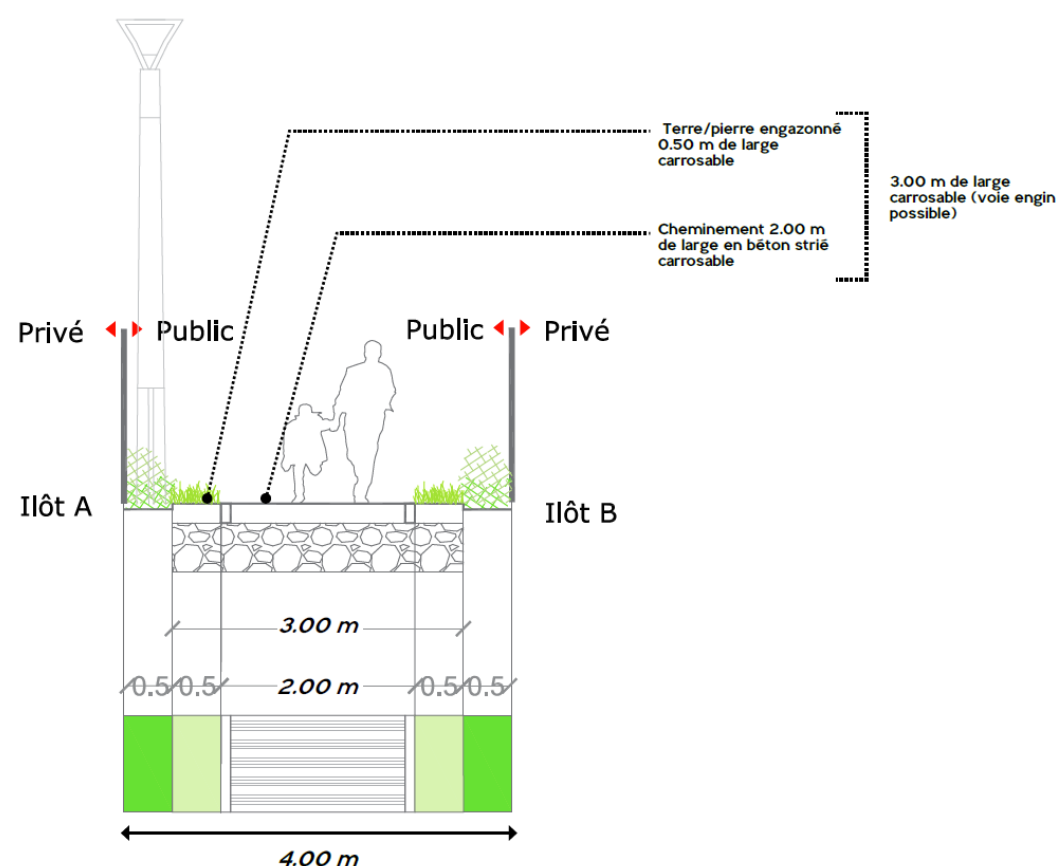 Terre/pierre engazonné
0.50 m de large
carrosable
3.00 m de large
carrosable (voie engin
possible)
Cheminement 2.00 m
de large en béton strié
carrosable
Privé
Public
Public
Privé
Ilôt A
Ilôt B
3.00 m
0.5
0.5
2.00 m
0.5
0.5
4.00 m